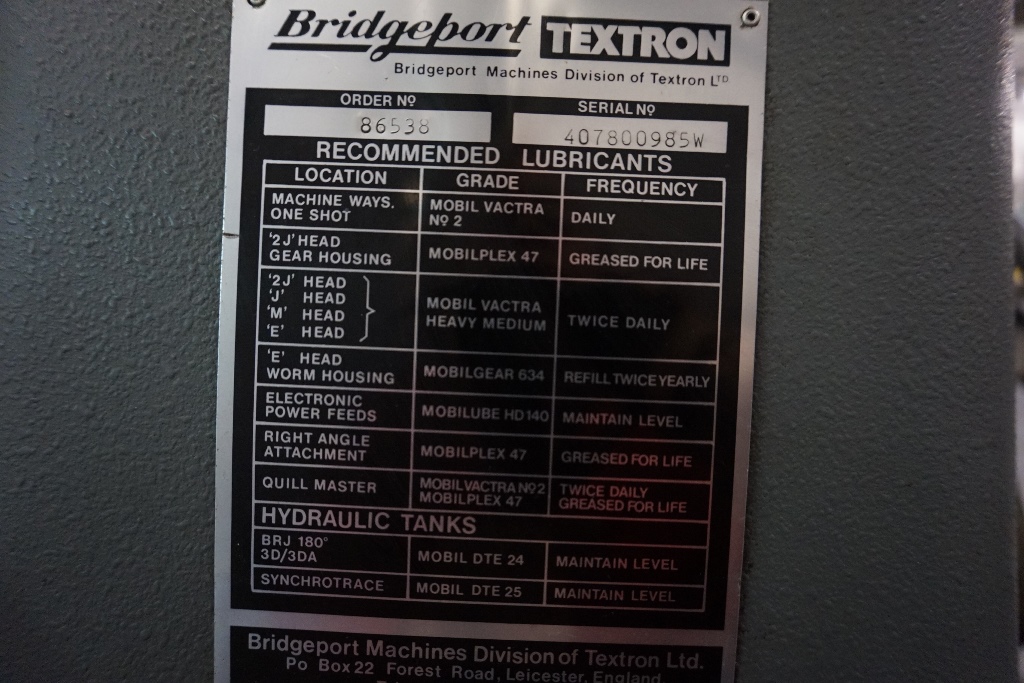 Bridgeport TEXTRON
Bridgeport Machines Division of Textron LTD
ORDER Nº SERIAL Nº
86538 407800985W
RECOMMENDED LUBRICANTS
LOCATION GRADE FREQUENCY
MACHINE WAYS. ONE SHOT MOBIL VACTRA Nº 2 DAILY
'2J' HEAD GEAR HOUSING MOBILPLEX 47 GREASED FOR LIFE
'2J' HEAD
'J' HEAD
'M' HEAD
'E' HEAD
MOBIL VACTRA HEAVY MEDIUM TWICE DAILY
'E' HEAD WORM HOUSING MOBILGEAR 634 REFILL TWICE YEARLY
ELECTRONIC POWER FEEDS MOBILUBE HD 140 MAINTAIN LEVEL
RIGHT ANGLE ATTACHMENT MOBILPLEX 47 GREASED FOR LIFE
QUILL MASTER MOBIL VACTRA Nº2 MOBILPLEX 47 TWICE DAILY GREASED FOR LIFE
HYDRAULIC TANKS
BRJ 180° 3D/3DA MOBIL DTE 24 MAINTAIN LEVEL
SYNCHROTRACE MOBIL DTE 25 MAINTAIN LEVEL
Bridgeport Machines Division of Textron Ltd.
Po Box 22 Forest Road, Leicester, England